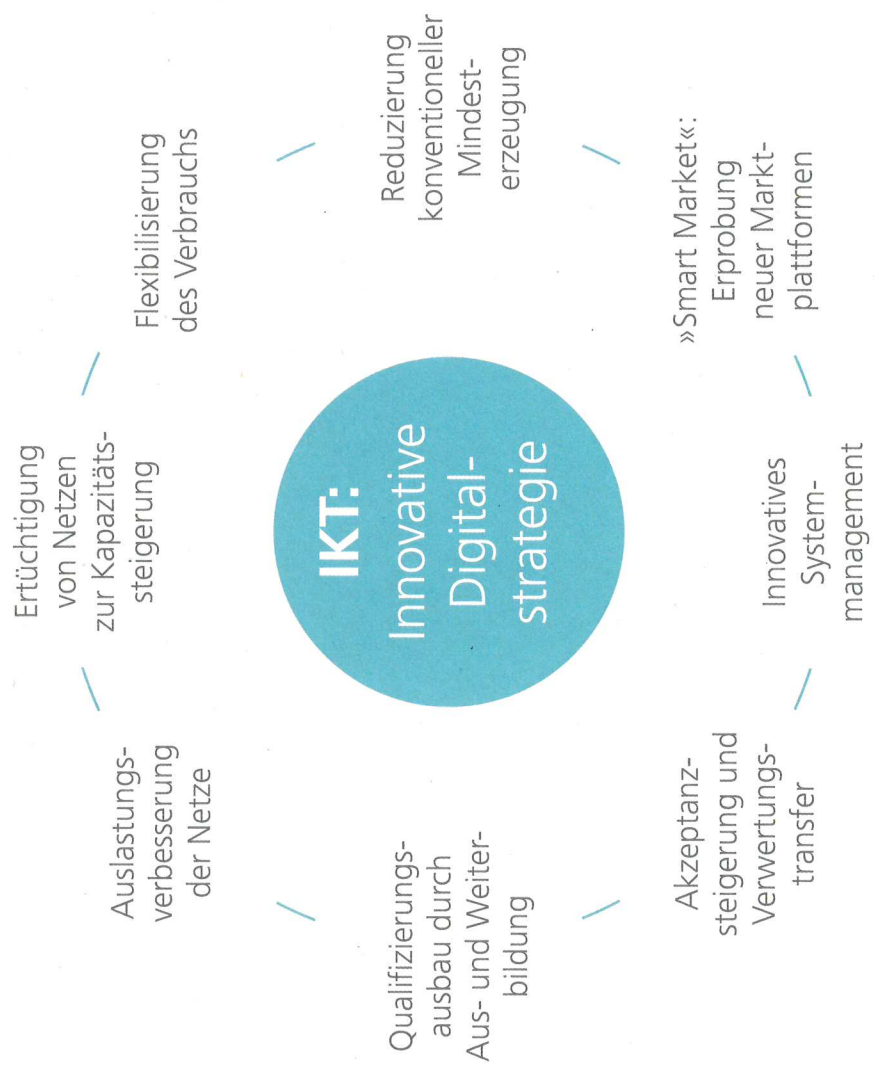 Ertüchtigung
von Netzen
zur Kapazitäts-
steigerung
Flexibilisierung
des Verbrauchs
Reduzierung
konventioneller
Mindest-
erzeugung
»Smart Market«:
Erprobung
neuer Markt-
plattformen
Innovatives
System-
management
Akzeptanz-
steigerung und
Verwertungs-
transfer
Qualifizierungs-
ausbau durch
Aus- und Weiter-
bildung
Auslastungs-
verbesserung
der Netze
IKT:
Innovative
Digital-
strategie